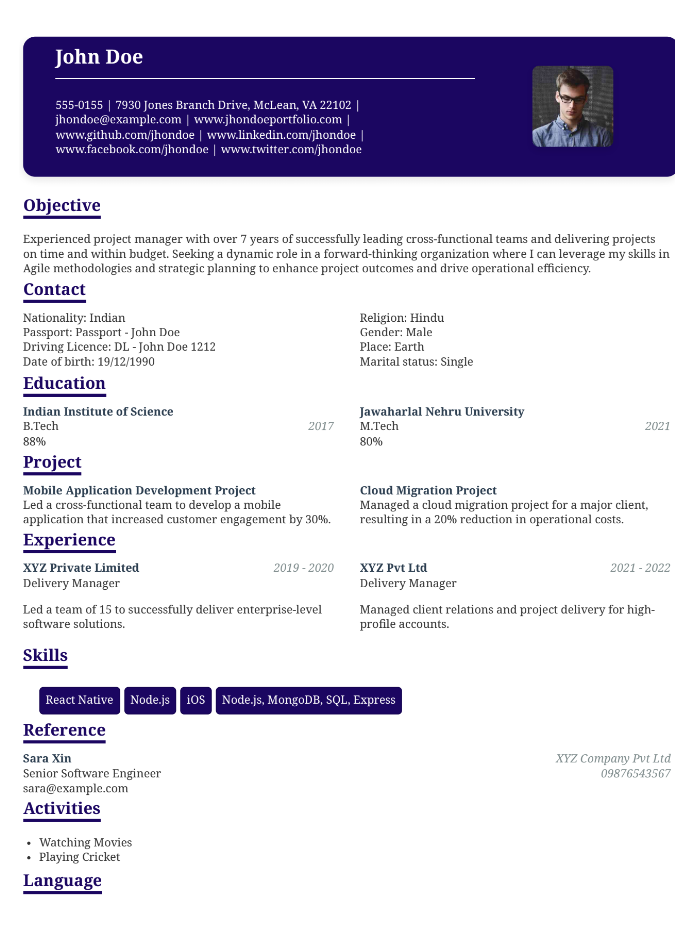 John Doe
555-0155 | 7930 Jones Branch Drive, McLean, VA 22102 |
jhondoe@example.com | www.jhondoeportfolio.com |
www.github.com/jhondoe | www.linkedin.com/jhondoe |
www.facebook.com/jhondoe | www.twitter.com/jhondoe
Objective
Experienced project manager with over 7 years of successfully leading cross-functional teams and delivering projects
on time and within budget. Seeking a dynamic role in a forward-thinking organization where I can leverage my skills in
Agile methodologies and strategic planning to enhance project outcomes and drive operational efficiency.
Contact
Nationality: Indian
Passport: Passport - John Doe
Driving Licence: DL - John Doe 1212
Date of birth: 19/12/1990
Religion: Hindu
Gender: Male
Place: Earth
Marital status: Single
Education
Indian Institute of Science
B.Tech 2017
88%
Jawaharlal Nehru University
M.Tech 2021
80%
Project
Mobile Application Development Project
Led a cross-functional team to develop a mobile
application that increased customer engagement by 30%.
Cloud Migration Project
Managed a cloud migration project for a major client,
resulting in a 20% reduction in operational costs.
Experience
XYZ Private Limited 2019 - 2020
Delivery Manager
Led a team of 15 to successfully deliver enterprise-level
software solutions.
XYZ Pvt Ltd 2021 - 2022
Delivery Manager
Managed client relations and project delivery for high-
profile accounts.
Skills
React Native Node.js iOS Node.js, MongoDB, SQL, Express
Reference
Sara Xin XYZ Company Pvt Ltd
Senior Software Engineer 09876543567
sara@example.com
Activities
• Watching Movies
• Playing Cricket
Language